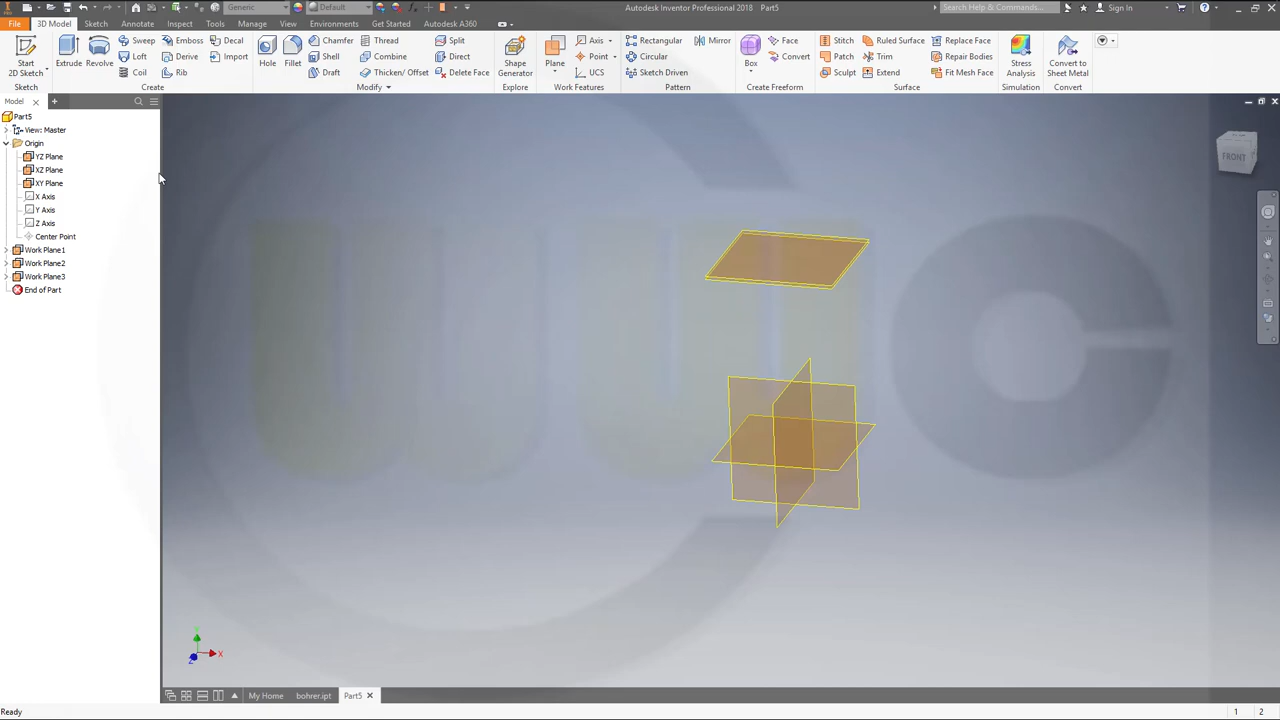 Generic Default Autodesk Inventor Professional 2018 Part5 Search Help & Commands... Sign In
File 3D Model Sketch Annotate Inspect Tools Manage View Environments Get Started Autodesk A360
Start 2D Sketch Extrude Revolve Sweep Emboss Decal Hole Fillet Chamfer Thread Split Shape Generator Plane Axis Rectangular Mirror Box Face Stitch Ruled Surface Replace Face Stress Analysis Convert to Sheet Metal
Loft Derive Import Shell Combine Direct Point Circular Convert Patch Trim Repair Bodies
Coil Rib Draft Thicken/ Offset Delete Face UCS Sketch Driven Sculpt Extend Fit Mesh Face
Sketch Create Modify Explore Work Features Pattern Create Freeform Surface Simulation Convert
Model
Part5
View: Master
Origin
YZ Plane
XZ Plane
XY Plane
X Axis
Y Axis
Z Axis
Center Point
Work Plane1
Work Plane2
Work Plane3
End of Part
FRONT
Y
X
Z
My Home bohrer.ipt Part5
Ready 1 2